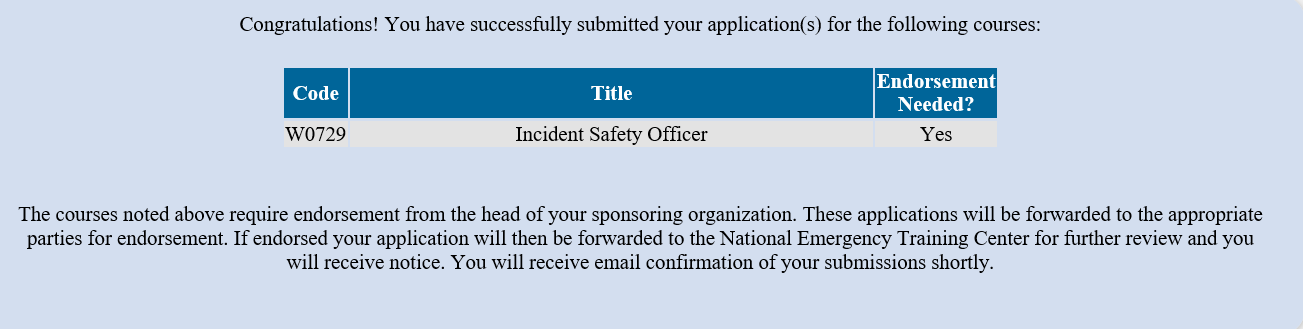 Congratulations! You have successfully submitted your application(s) for the following courses:
Code Title Endorsement Needed?
W0729 Incident Safety Officer Yes
The courses noted above require endorsement from the head of your sponsoring organization. These applications will be forwarded to the appropriate
parties for endorsement. If endorsed your application will then be forwarded to the National Emergency Training Center for further review and you
will receive notice. You will receive email confirmation of your submissions shortly.